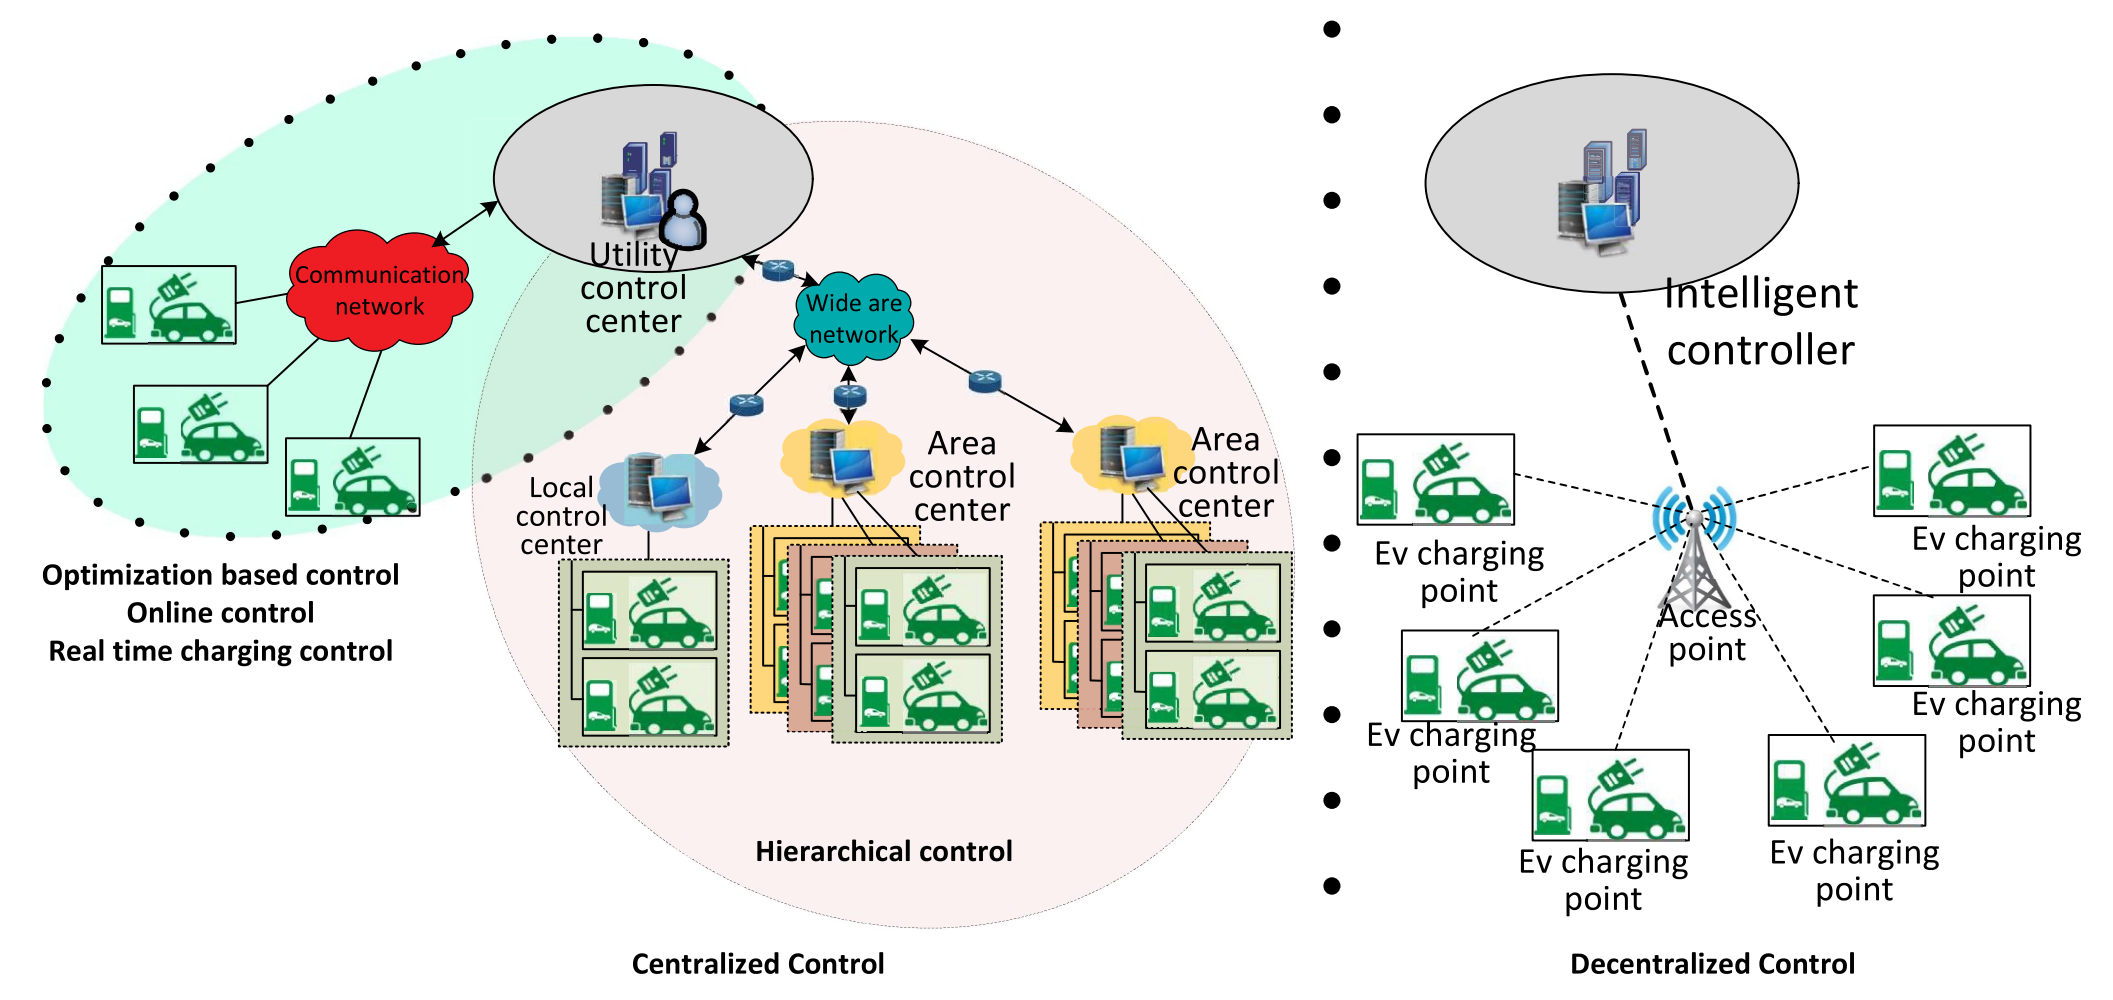 Utility
control
center
Communication
network
Wide are
network
Local
control
center
Area
control
center
Area
control
center
Optimization based control
Online control
Real time charging control
Hierarchical control
Centralized Control
Intelligent
controller
Ev charging
point
Ev charging
point
Access
point
Ev charging
point
Ev charging
point
Ev charging
point
Ev charging
point
Decentralized Control